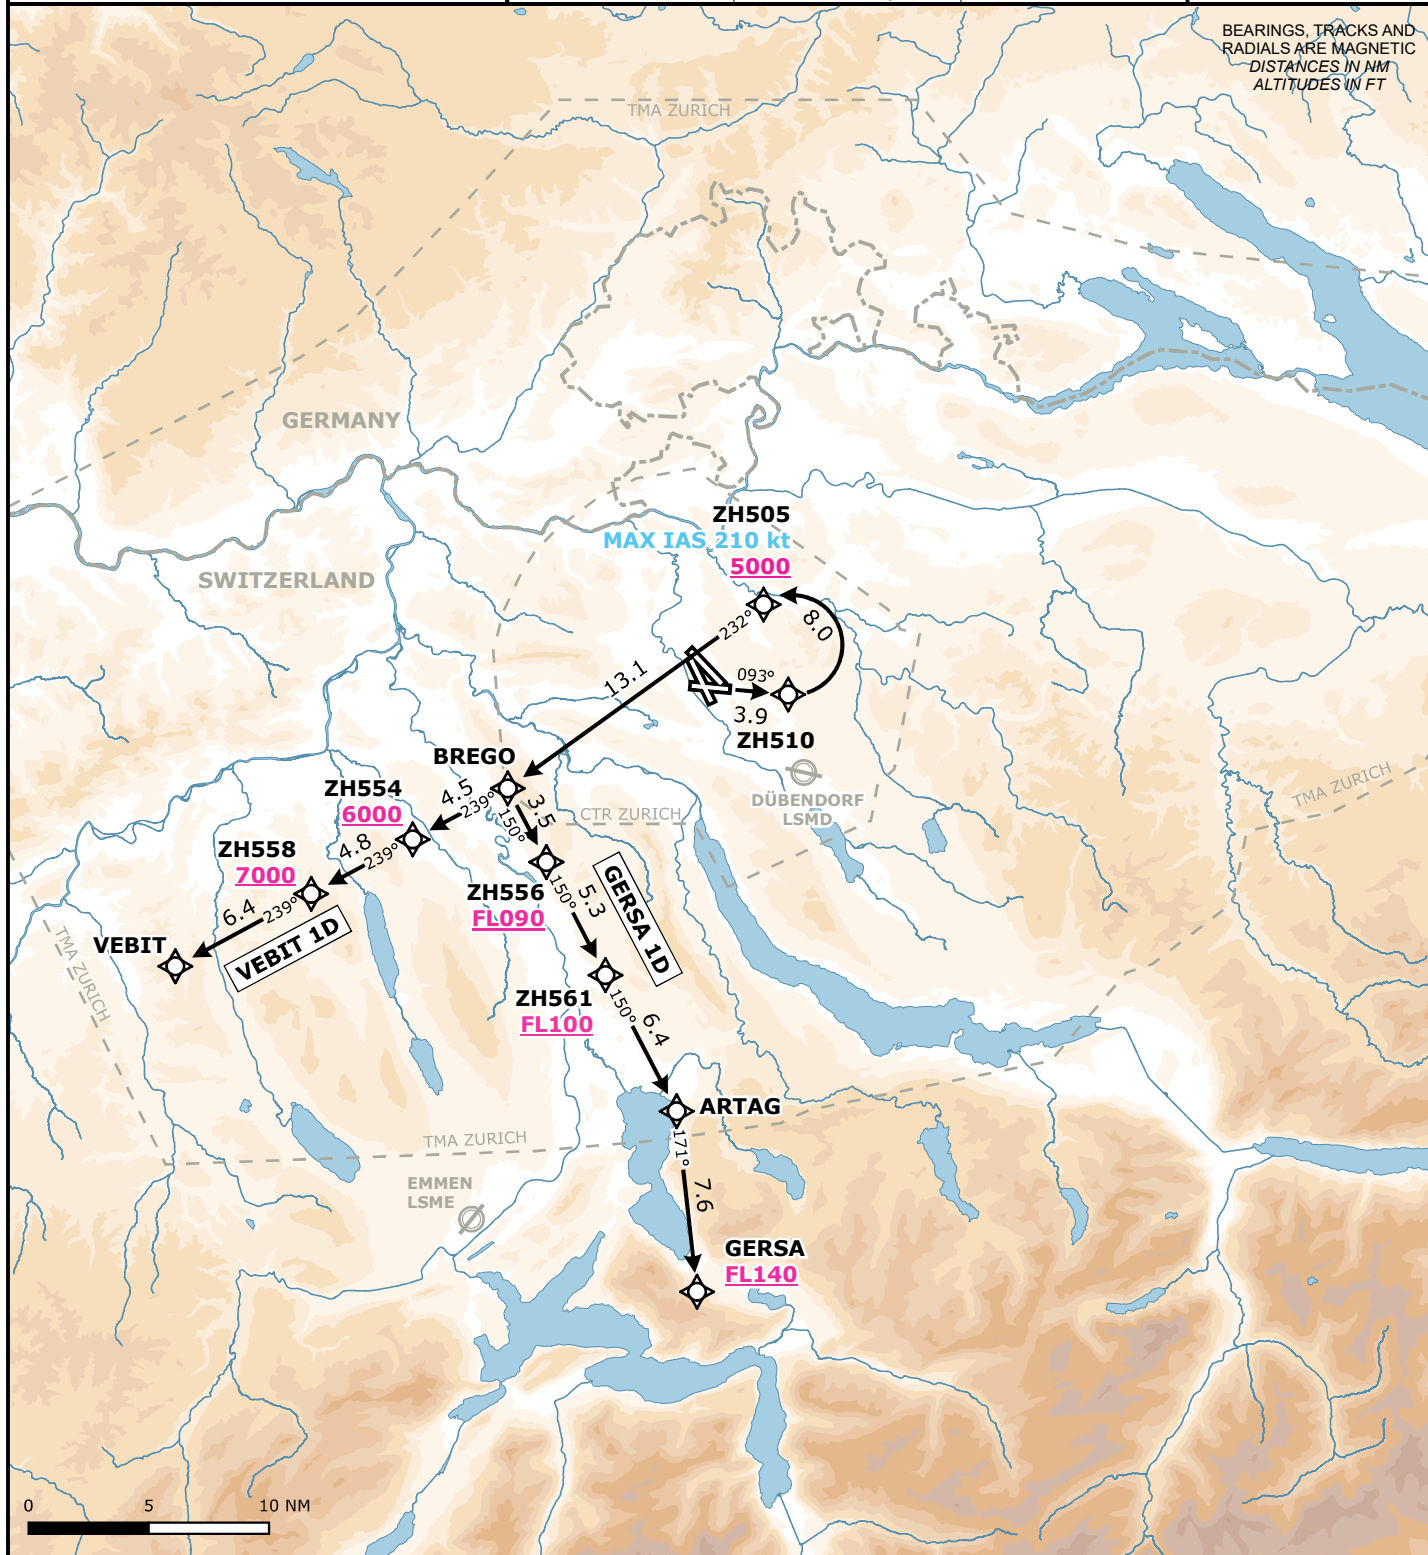 BEARINGS, TRACKS AND
RADIALS ARE MAGNETIC
DISTANCES IN NM
ALTITUDES IN FT
TMA ZURICH
GERMANY
SWITZERLAND
ZH505
MAX IAS 210 kt
5000
232°
8.0
13.1
093°
3.9
ZH510
DÜBENDORF
LSMD
TMA ZURICH
BREGO
CTR ZURICH
4.5
239°
3.5
150°
ZH554
6000
4.8
239°
ZH558
7000
6.4
239°
VEBIT
VEBIT 1D
TMA ZURICH
ZH556
FL090
5.3
150°
GERSA 1D
ZH561
FL100
150°
6.4
ARTAG
TMA ZURICH
171°
7.6
EMMEN
LSME
GERSA
FL140
0 5 10 NM